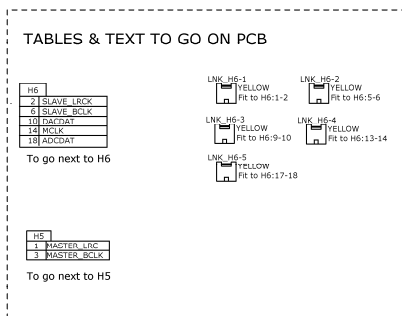 TABLES & TEXT TO GO ON PCB
H6
2 SLAVE_LRCK
6 SLAVE_BCLK
10 DACDAT
14 MCLK
18 ADCDAT
To go next to H6
LNK_H6-1
YELLOW
Fit to H6:1-2
LNK_H6-2
YELLOW
Fit to H6:5-6
LNK_H6-3
YELLOW
Fit to H6:9-10
LNK_H6-4
YELLOW
Fit to H6:13-14
LNK_H6-5
YELLOW
Fit to H6:17-18
H5
1 MASTER_LRC
3 MASTER_BCLK
To go next to H5